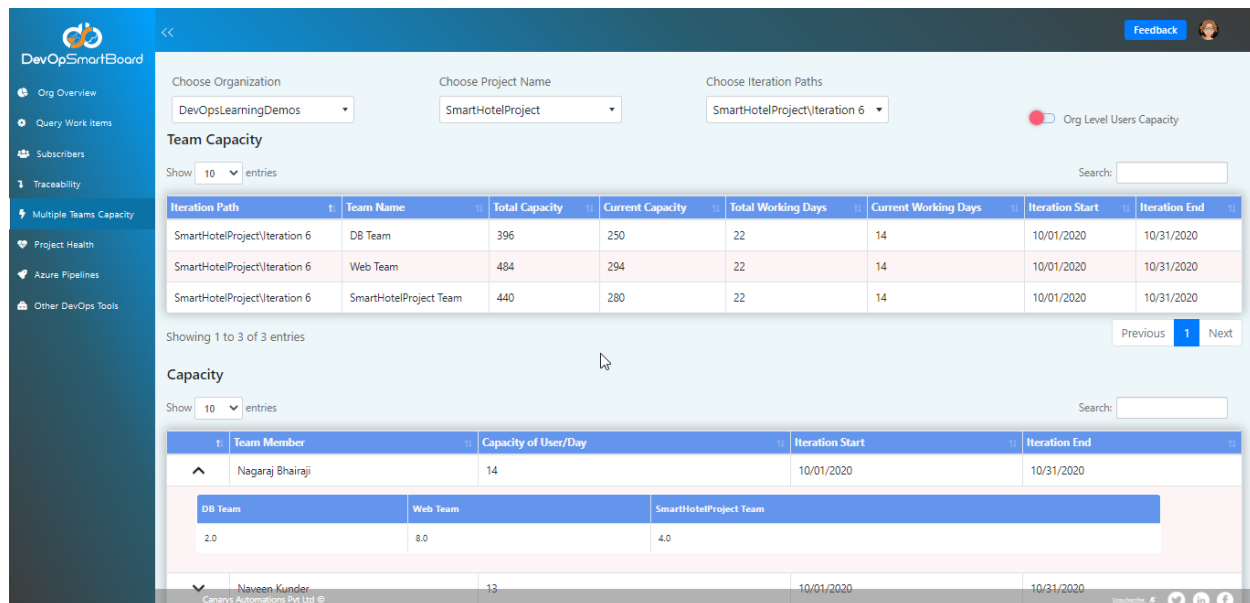 DevOpSmartBoard
Feedback
Org Overview
Query Work items
Subscribers
Traceability
Multiple Teams Capacity
Project Health
Azure Pipelines
Other DevOps Tools
Choose Organization Choose Project Name Choose Iteration Paths
DevOpsLearningDemos SmartHotelProject SmartHotelProject\Iteration 6
Org Level Users Capacity
Team Capacity
Show 10 entries Search:
Iteration Path Team Name Total Capacity Current Capacity Total Working Days Current Working Days Iteration Start Iteration End
SmartHotelProject\Iteration 6 DB Team 396 250 22 14 10/01/2020 10/31/2020
SmartHotelProject\Iteration 6 Web Team 484 294 22 14 10/01/2020 10/31/2020
SmartHotelProject\Iteration 6 SmartHotelProject Team 440 280 22 14 10/01/2020 10/31/2020
Showing 1 to 3 of 3 entries Previous 1 Next
Capacity
Show 10 entries Search:
Team Member Capacity of User/Day Iteration Start Iteration End
Nagaraj Bhairaji 14 10/01/2020 10/31/2020
DB Team Web Team SmartHotelProject Team
2.0 8.0 4.0
Naveen Kunder 13 10/01/2020 10/31/2020
Canarys Automations Pvt Ltd © Unsubscribe